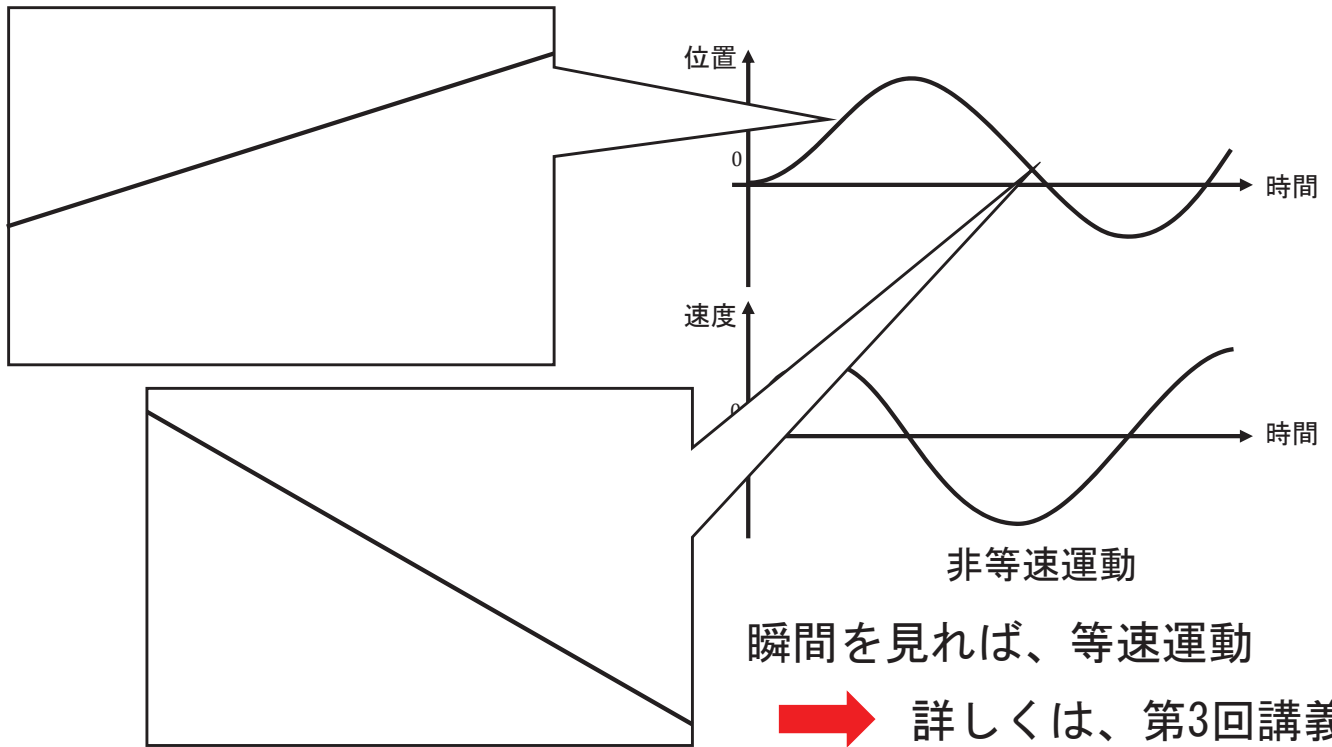 位置
0
時間
速度
0
時間
非等速運動
瞬間を見れば、等速運動
詳しくは、第3回講義